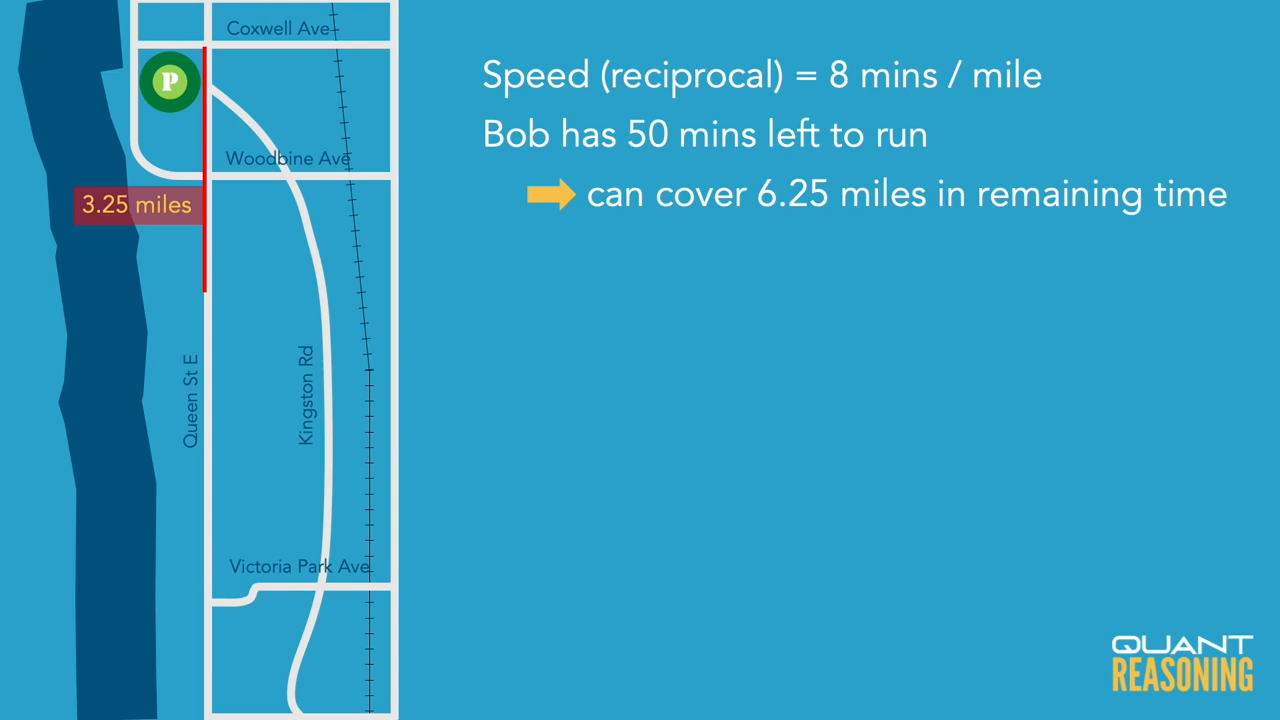 Coxwell Ave
P
Woodbine Ave
3.25 miles
Queen St E
Kingston Rd
Victoria Park Ave
Speed (reciprocal) = 8 mins / mile
Bob has 50 mins left to run
can cover 6.25 miles in remaining time
QUANT
REASONING